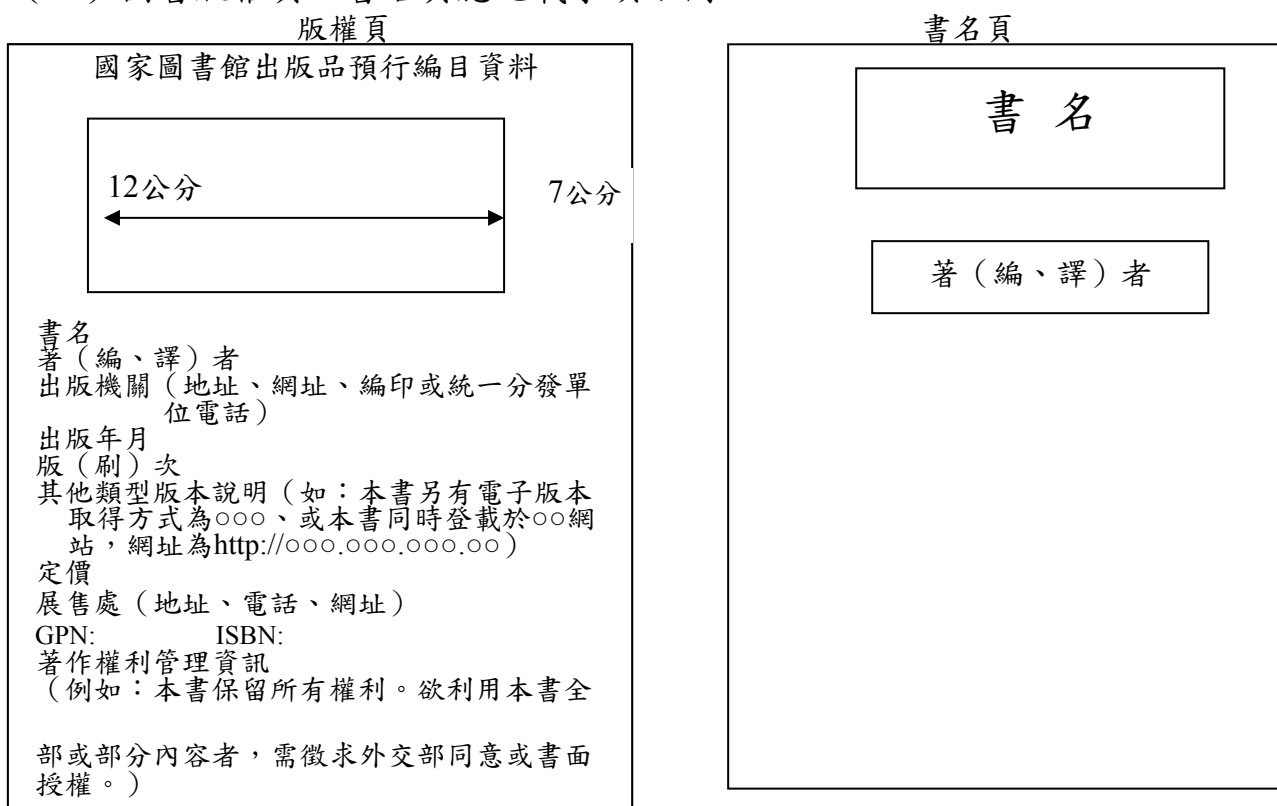 版權頁
國家圖書館出版品預行編目資料
12公分
7公分
書名
著（編、譯）者
出版機關（地址、網址、編印或統一分發單
位電話）
出版年月
版（刷）次
其他類型版本說明（如：本書另有電子版本
取得方式為○○○、或本書同時登載於○○網
站，網址為http://○○○.○○○.○○○.○○）
定價
展售處（地址、電話、網址）
GPN: ISBN:
著作權利管理資訊
（例如：本書保留所有權利。欲利用本書全
部或部分內容者，需徵求外交部同意或書面
授權。）
書名頁
書 名
著（編、譯）者